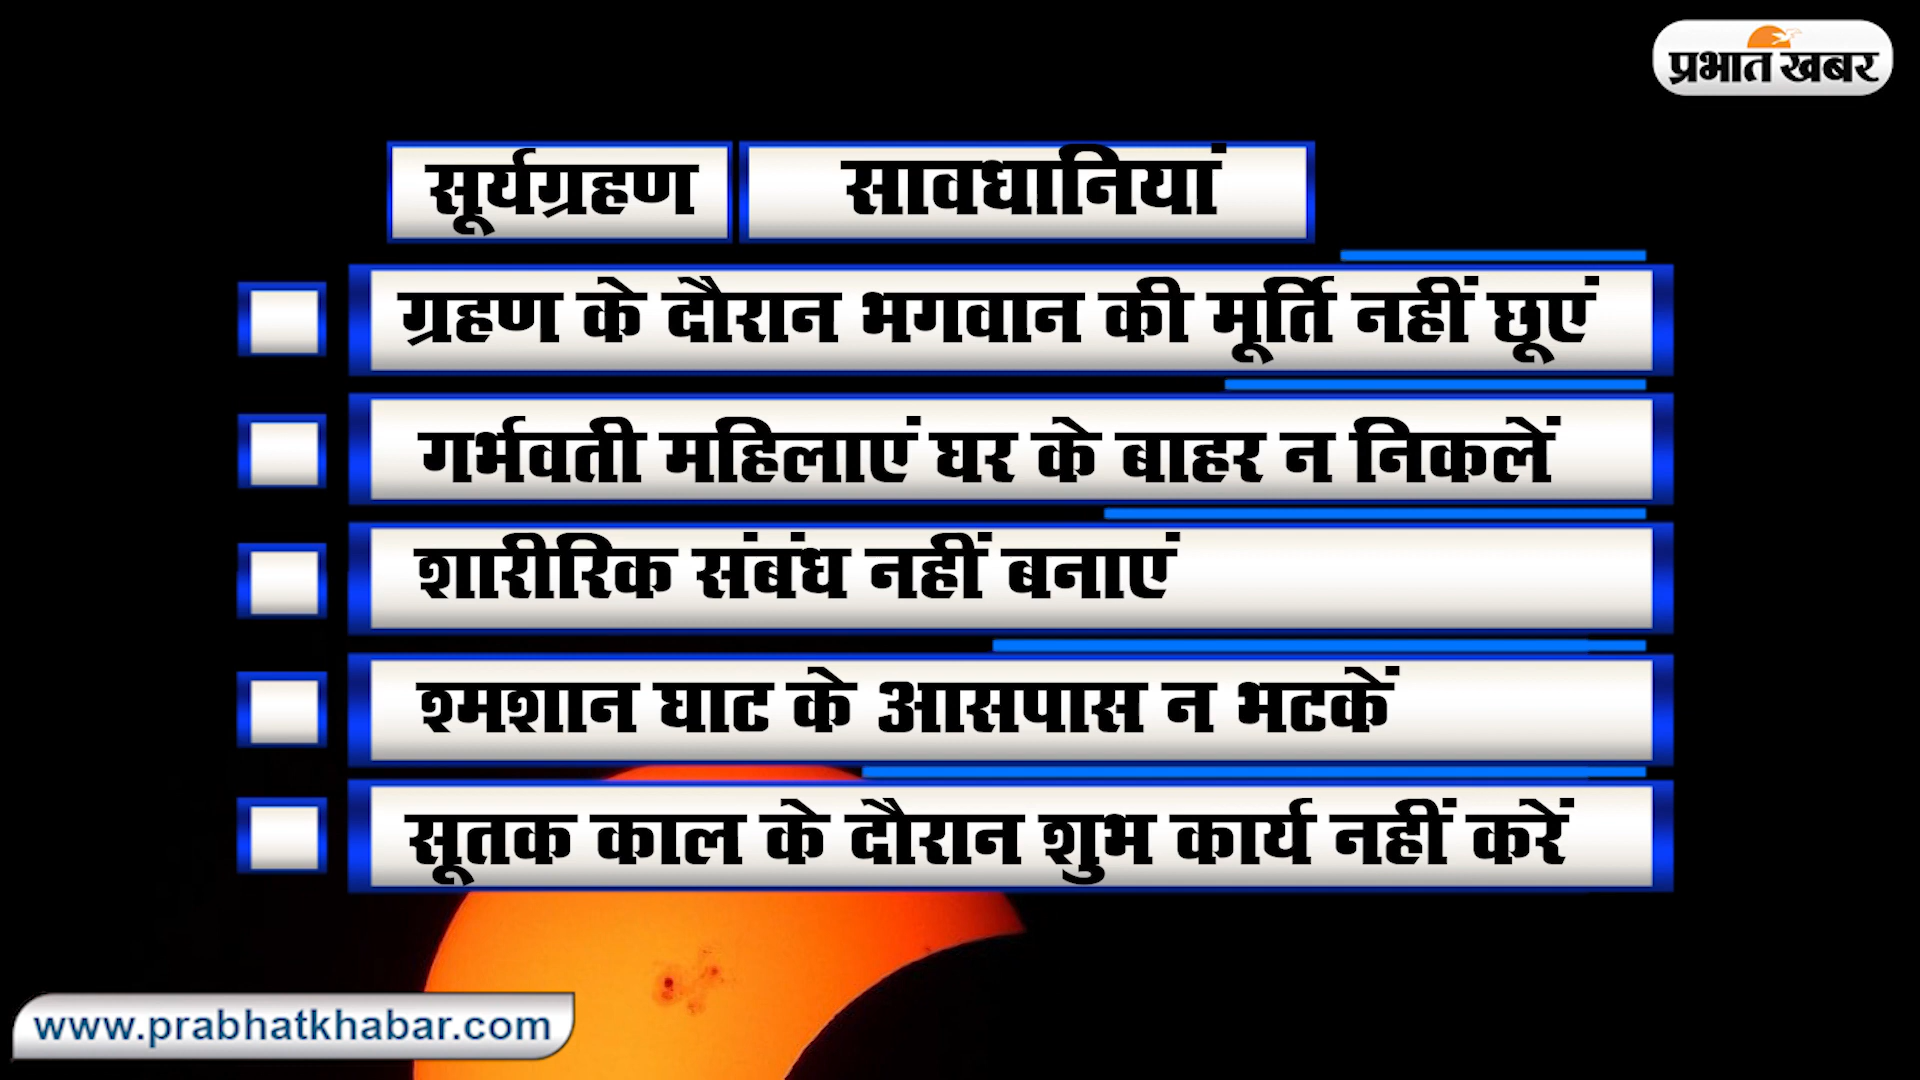 प्रभात खबर
सूर्यग्रहण सावधानियां
ग्रहण के दौरान भगवान की मूर्ति नहीं छूएं
गर्भवती महिलाएं घर के बाहर न निकलें
शारीरिक संबंध नहीं बनाएं
श्मशान घाट के आसपास न भटकें
सूतक काल के दौरान शुभ कार्य नहीं करें
www.prabhatkhabar.com